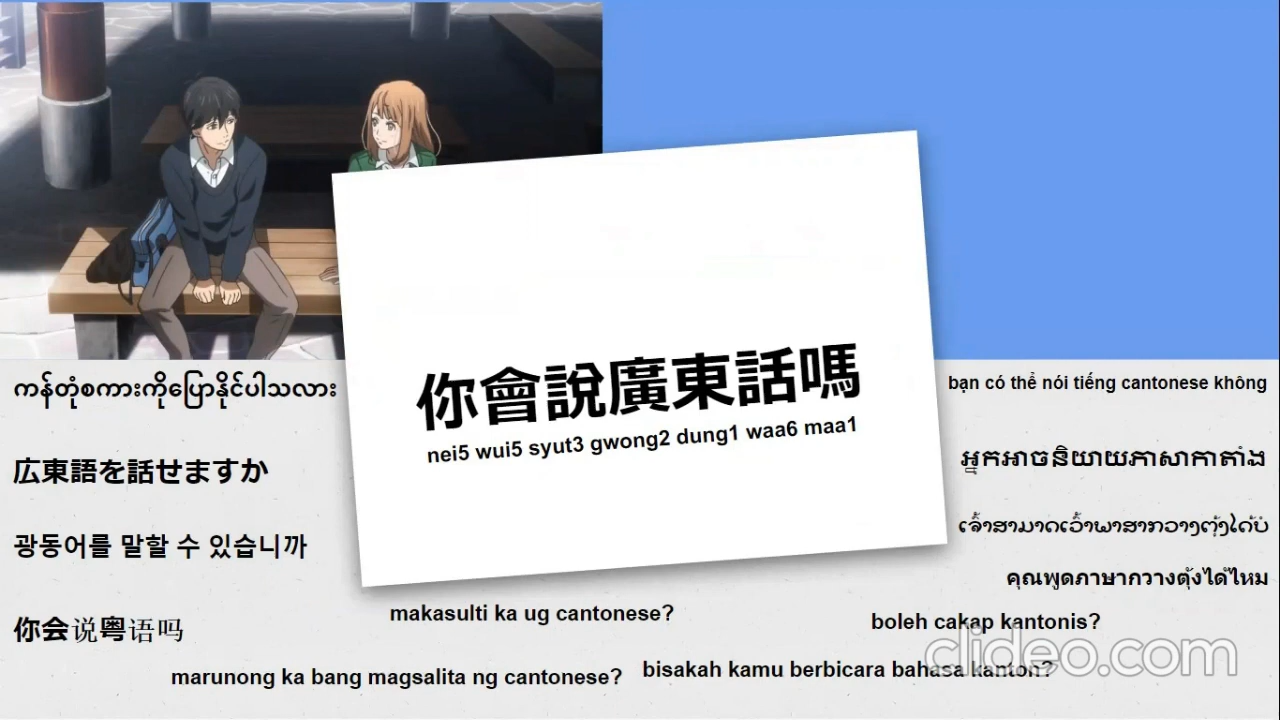 你會說廣東話嗎
nei5 wui5 syut3 gwong2 dung1 waa6 maa1
ကန်တုံစကားကိုပြောနိုင်ပါသလား
広東語を話せますか
광동어를 말할 수 있습니까
你会说粤语吗
makasulti ka ug cantonese?
marunong ka bang magsalita ng cantonese?
bạn có thể nói tiếng cantonese không
អ្នកអាចនិយាយភាសាកាតាំង
ເຈົ້າສາມາດເວົ້າພາສາກວາງຕຸ້ງໄດ້ບໍ
คุณพูดภาษากวางตุ้งได้ไหม
boleh cakap kantonis?
bisakah kamu berbicara bahasa kanton?
clideo.com